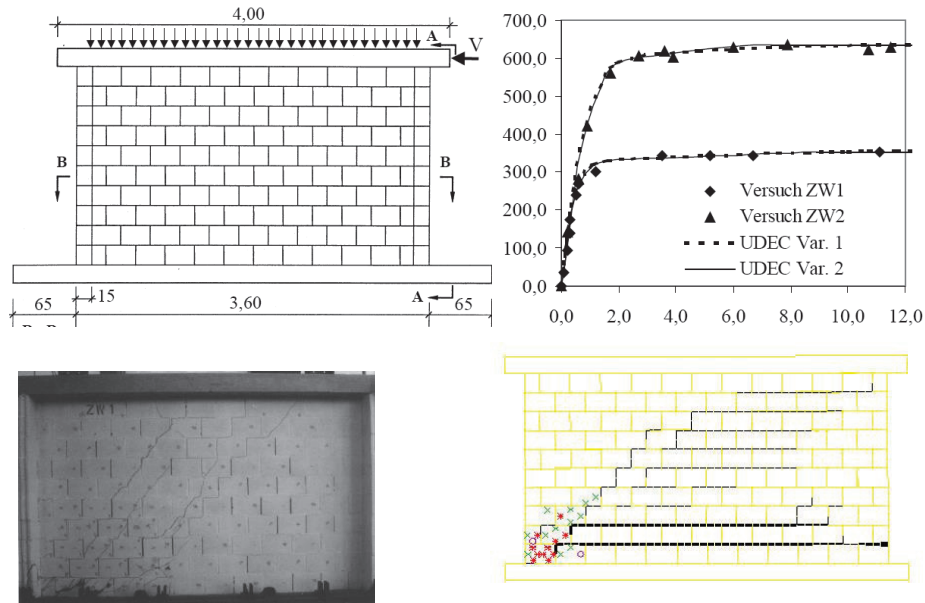 4,00
A
V
B
B
15
A
65
3,60
65
700,0
600,0
500,0
400,0
300,0
200,0
100,0
0,0
Versuch ZW1
Versuch ZW2
UDEC Var. 1
UDEC Var. 2
0,0 2,0 4,0 6,0 8,0 10,0 12,0
ZW1